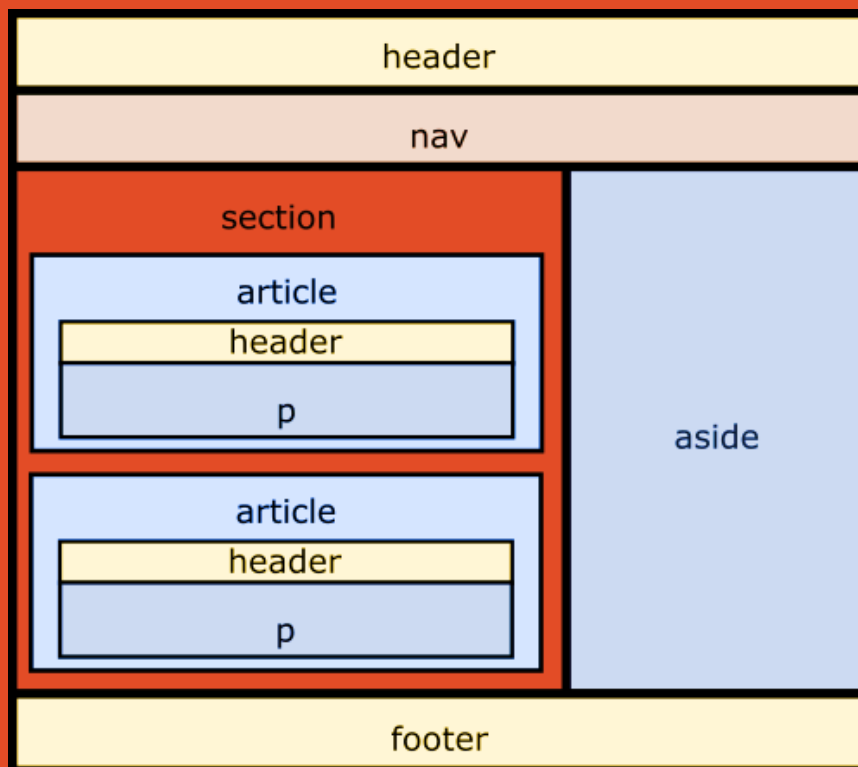 header
nav
section
article
header
p
article
header
p
aside
footer